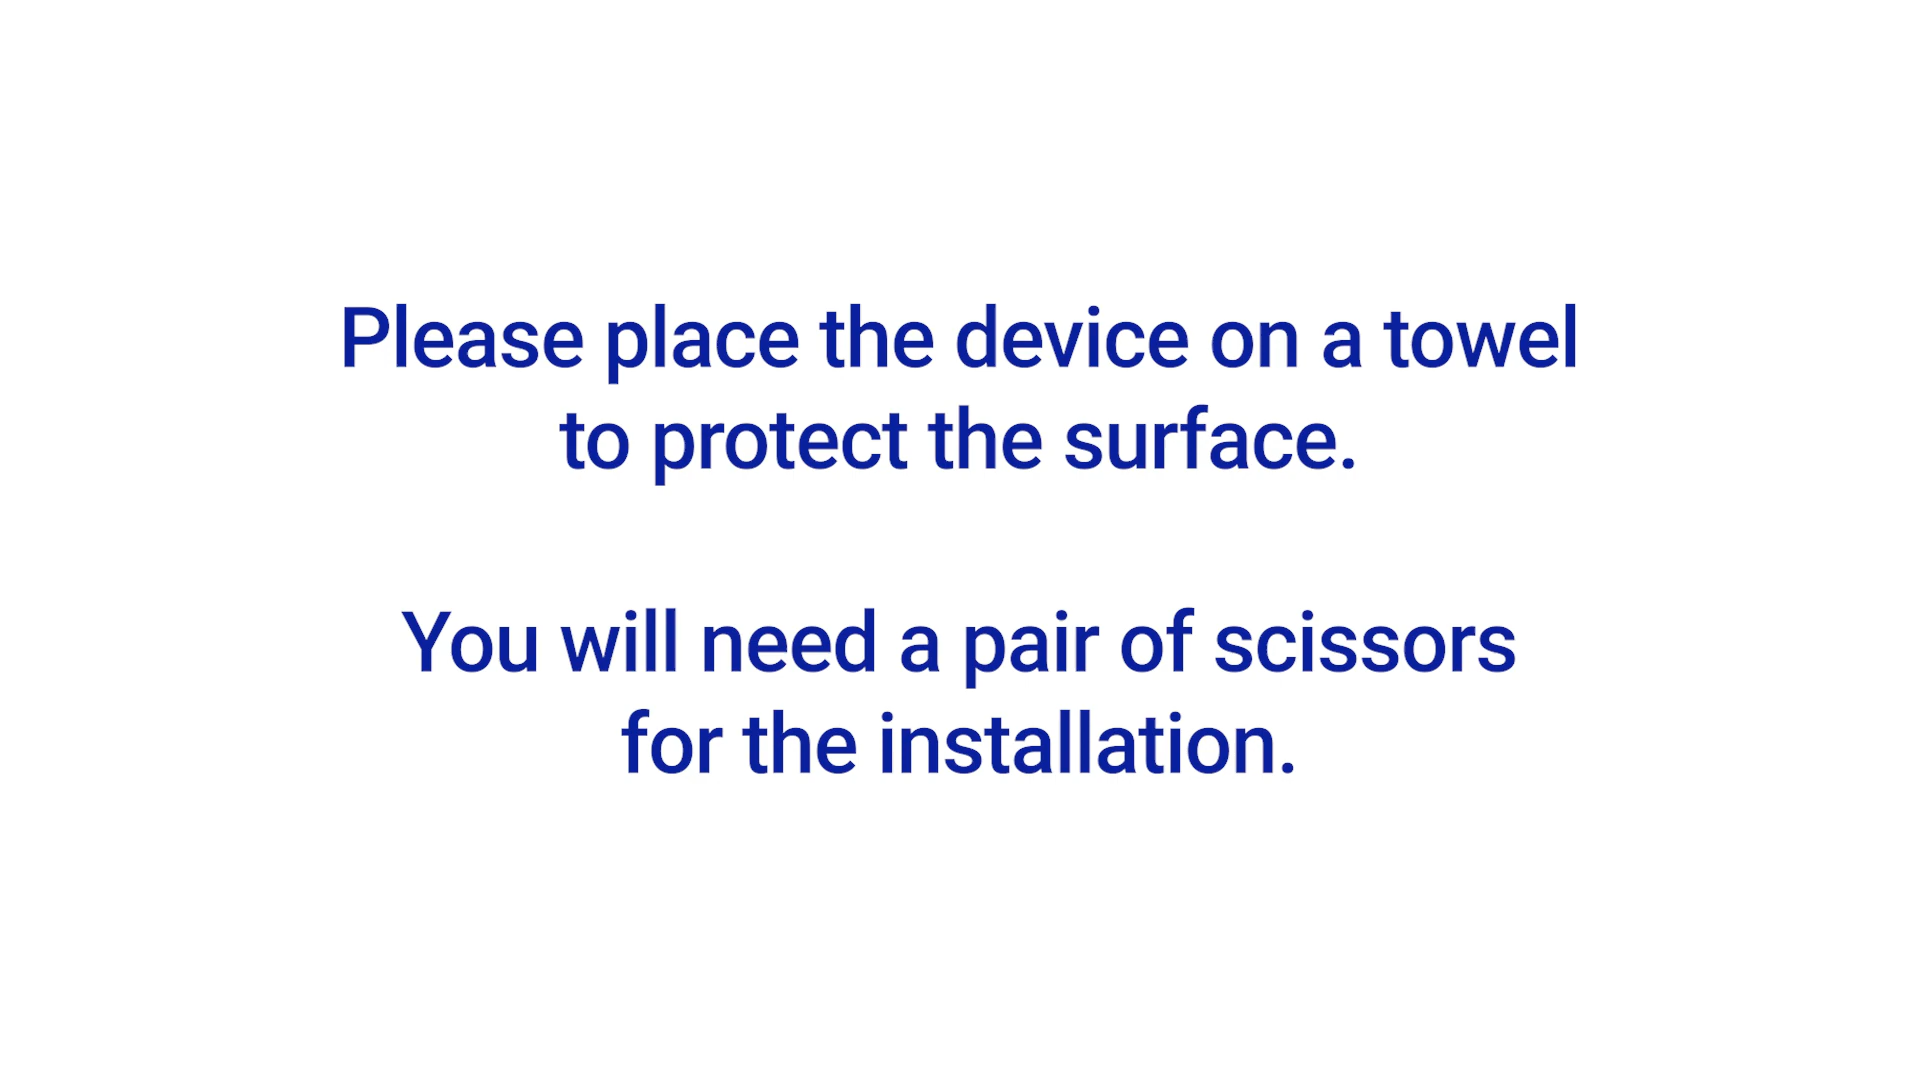 Please place the device on a towel
to protect the surface.
You will need a pair of scissors
for the installation.